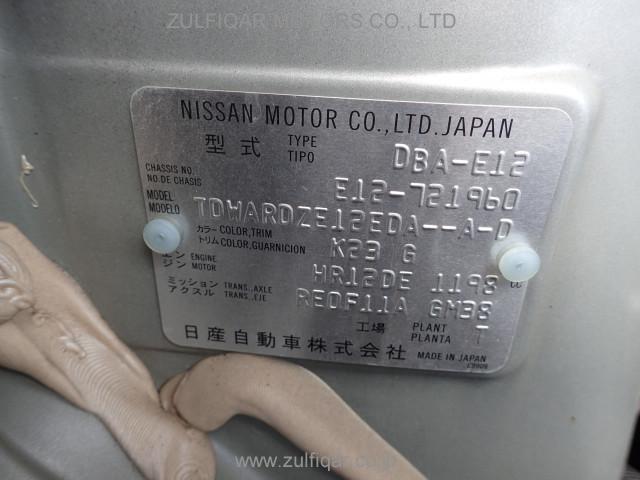 ZULFIQAR MOTORS CO., LTD
NISSAN MOTOR CO.,LTD.JAPAN
型式 TYPE TIPO DBA-E12
CHASSIS NO. NO.DE CHASIS E12-721960
MODEL MODELO TDWARDZE12EDA--A-D
カラー COLOR,TRIM トリム COLOR,GUARNICION K23 G
エンジン ENGINE MOTOR HR12DE 1198 cc
ミッション アクスル TRANS.,AXLE TRANS.,EJE RE0F11A GM38
工場 PLANT PLANTA T
日産自動車株式会社 MADE IN JAPAN
www.zulfiqar.co.jp